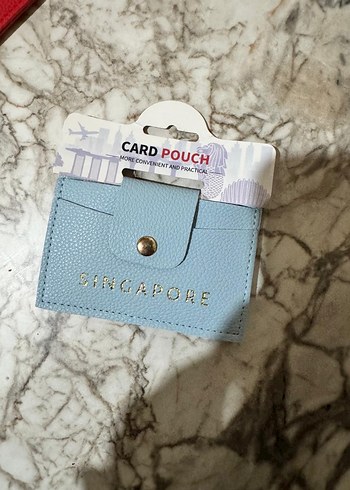 CARD POUCH
MORE CONVENIENT AND PRACTICAL
SINGAPORE